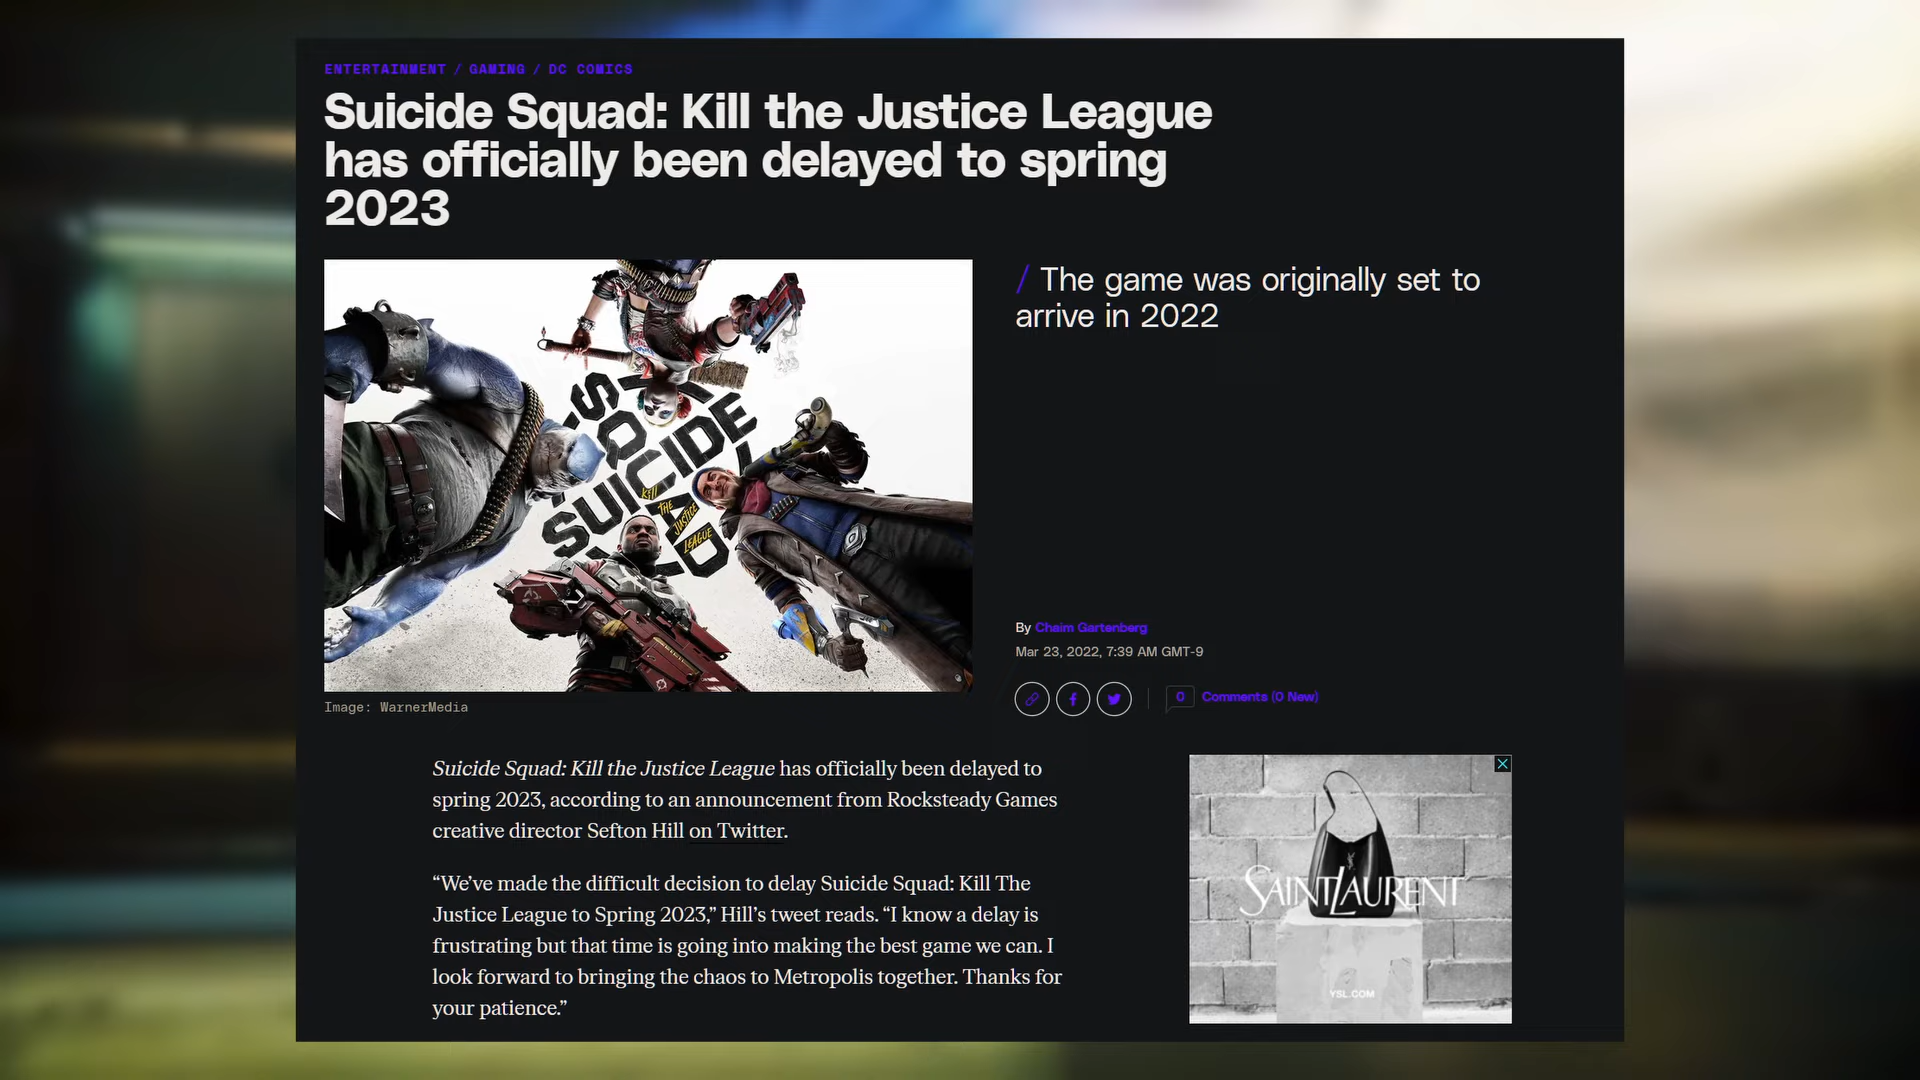 ENTERTAINMENT / GAMING / DC COMICS
Suicide Squad: Kill the Justice League
has officially been delayed to spring
2023
/ The game was originally set to
arrive in 2022
SUICIDE
SQUAD
KILL
THE
JUSTICE
LEAGUE
By Chaim Gartenberg
Mar 23, 2022, 7:39 AM GMT-9
0 Comments (0 New)
Image: WarnerMedia
Suicide Squad: Kill the Justice League has officially been delayed to
spring 2023, according to an announcement from Rocksteady Games
creative director Sefton Hill on Twitter.
“We’ve made the difficult decision to delay Suicide Squad: Kill The
Justice League to Spring 2023,” Hill’s tweet reads. “I know a delay is
frustrating but that time is going into making the best game we can. I
look forward to bringing the chaos to Metropolis together. Thanks for
your patience.”
SAINT LAURENT
YSL.COM